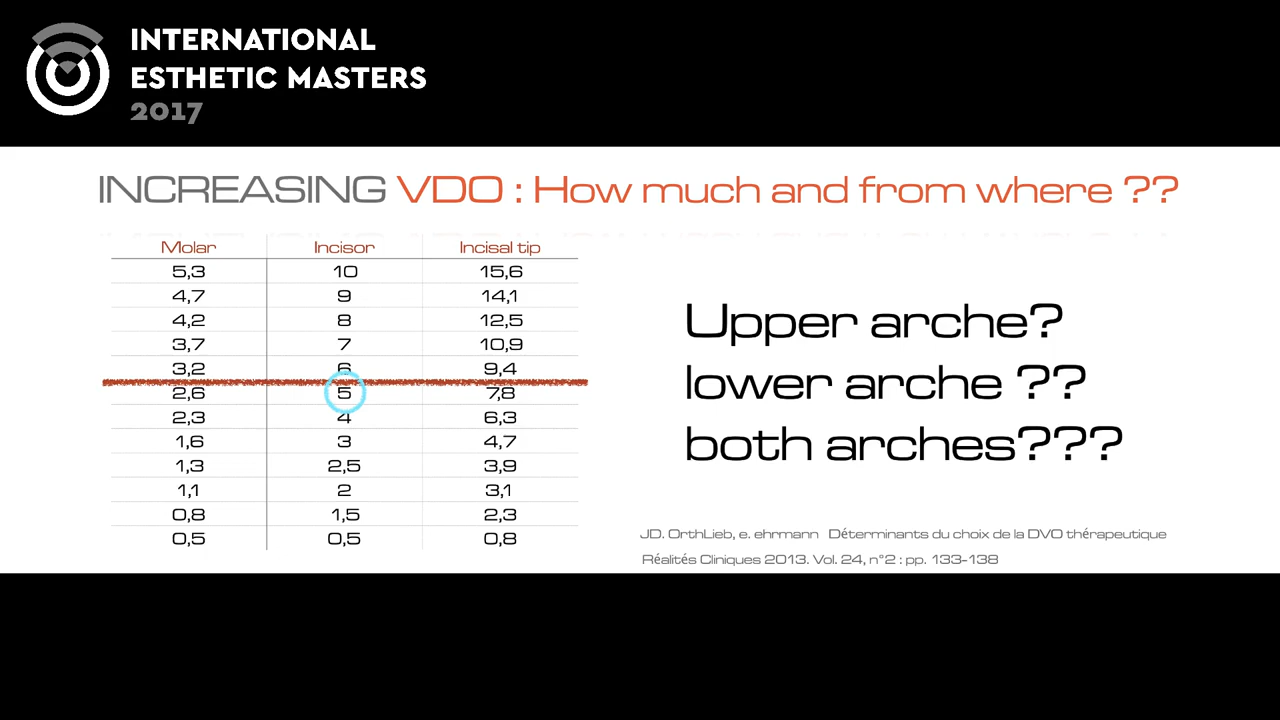 INTERNATIONAL
ESTHETIC MASTERS
2017
INCREASING VDO : How much and from where ??
Molar Incisor Incisal tip
5,3 10 15,6
4,7 9 14,1
4,2 8 12,5
3,7 7 10,9
3,2 6 9,4
2,6 5 7,8
2,3 4 6,3
1,6 3 4,7
1,3 2,5 3,9
1,1 2 3,1
0,8 1,5 2,3
0,5 0,5 0,8
Upper arche?
lower arche ??
both arches???
JD. OrthLieb, e. ehrmann Déterminants du choix de la DVO thérapeutique
Réalités Cliniques 2013. Vol. 24, n°2 : pp. 133-138